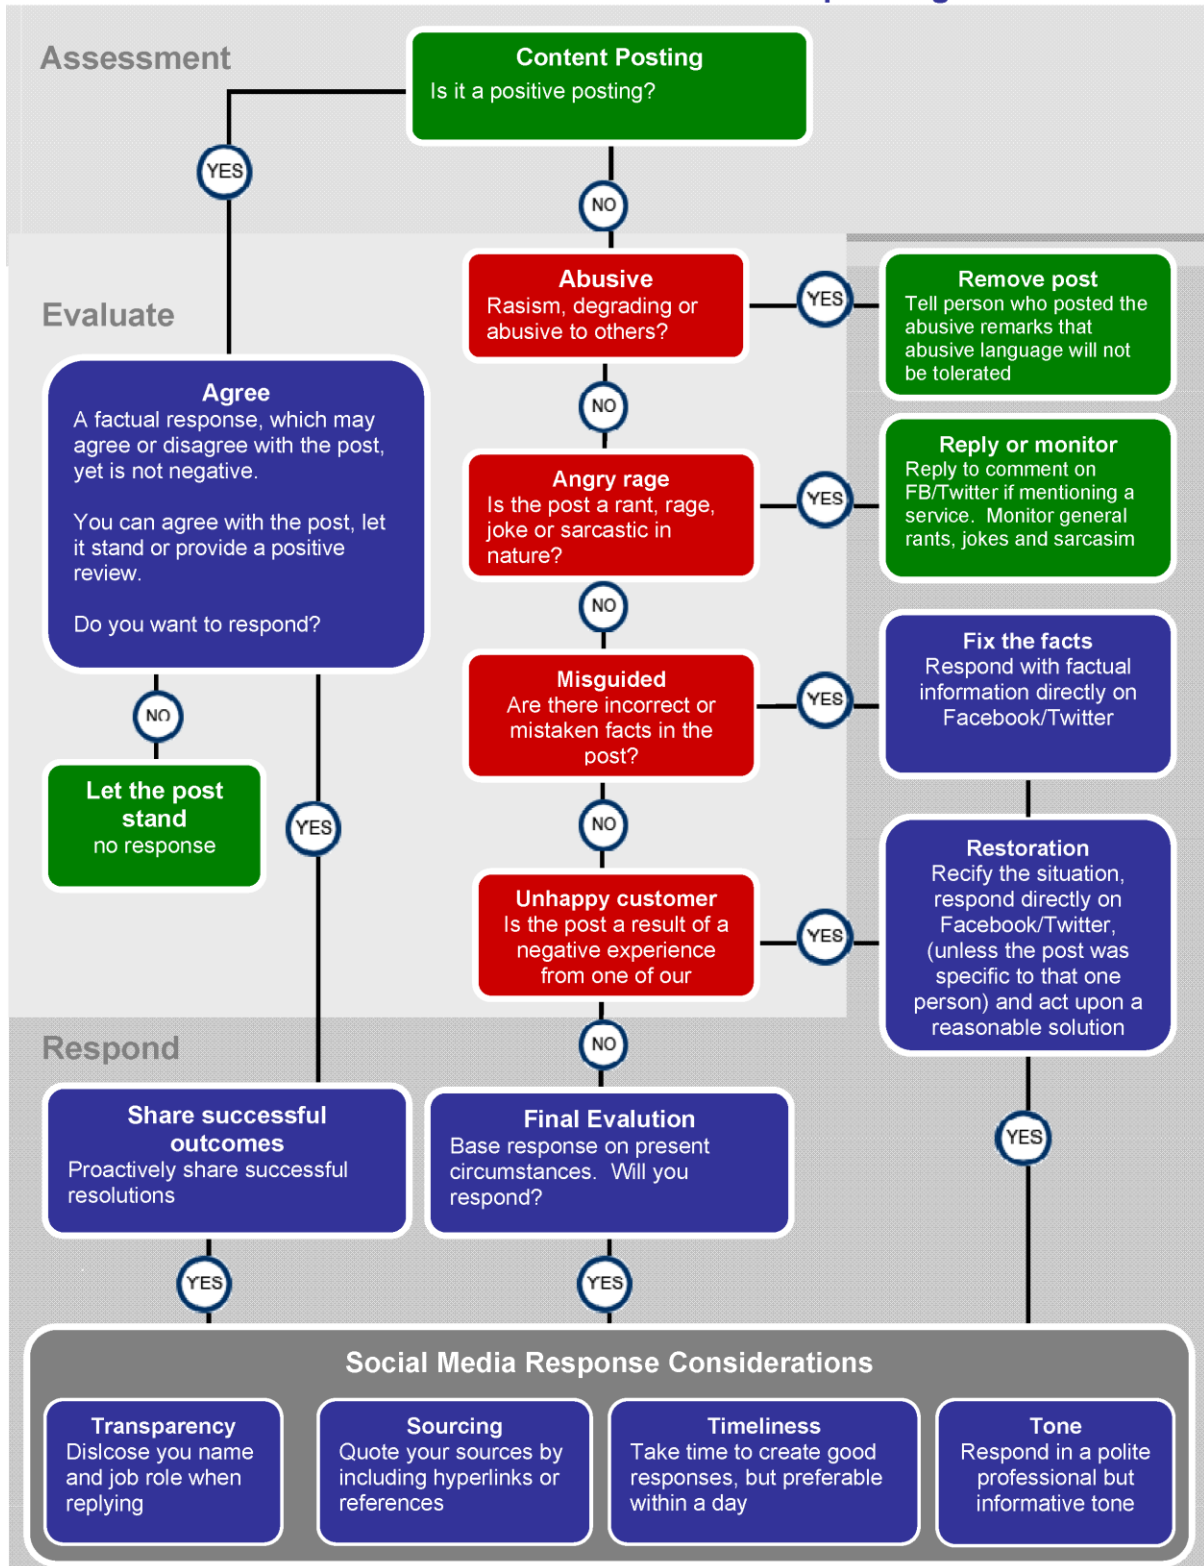 Assessment
Content Posting
Is it a positive posting?
YES
NO
Evaluate
Abusive
Rasism, degrading or
abusive to others?
YES
Remove post
Tell person who posted the
abusive remarks that
abusive language will not
be tolerated
NO
Agree
A factual response, which may
agree or disagree with the post,
yet is not negative.
You can agree with the post, let
it stand or provide a positive
review.
Do you want to respond?
Angry rage
Is the post a rant, rage,
joke or sarcastic in
nature?
YES
Reply or monitor
Reply to comment on
FB/Twitter if mentioning a
service. Monitor general
rants, jokes and sarcasim
NO
Misguided
Are there incorrect or
mistaken facts in the
post?
YES
Fix the facts
Respond with factual
information directly on
Facebook/Twitter
NO
Let the post
stand
no response
YES
NO
Unhappy customer
Is the post a result of a
negative experience
from one of our
YES
Restoration
Recify the situation,
respond directly on
Facebook/Twitter,
(unless the post was
specific to that one
person) and act upon a
reasonable solution
Respond
NO
Share successful
outcomes
Proactively share successful
resolutions
Final Evalution
Base response on present
circumstances. Will you
respond?
YES
YES
YES
Social Media Response Considerations
Transparency
Dislcose you name
and job role when
replying
Sourcing
Quote your sources by
including hyperlinks or
references
Timeliness
Take time to create good
responses, but preferable
within a day
Tone
Respond in a polite
professional but
informative tone